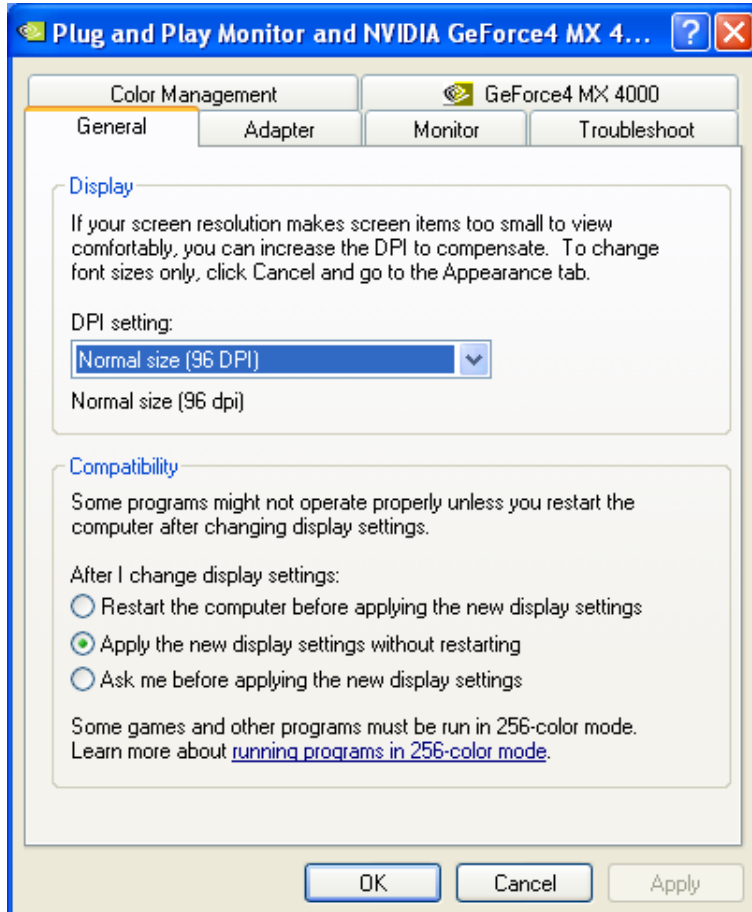 Plug and Play Monitor and NVIDIA GeForce4 MX 4...
Color Management
GeForce4 MX 4000
General
Adapter
Monitor
Troubleshoot
Display
If your screen resolution makes screen items too small to view
comfortably, you can increase the DPI to compensate.  To change
font sizes only, click Cancel and go to the Appearance tab.
DPI setting:
Normal size (96 DPI)
Normal size (96 dpi)
Compatibility
Some programs might not operate properly unless you restart the
computer after changing display settings.
After I change display settings:
Restart the computer before applying the new display settings
Apply the new display settings without restarting
Ask me before applying the new display settings
Some games and other programs must be run in 256-color mode.
Learn more about running programs in 256-color mode.
OK
Cancel
Apply